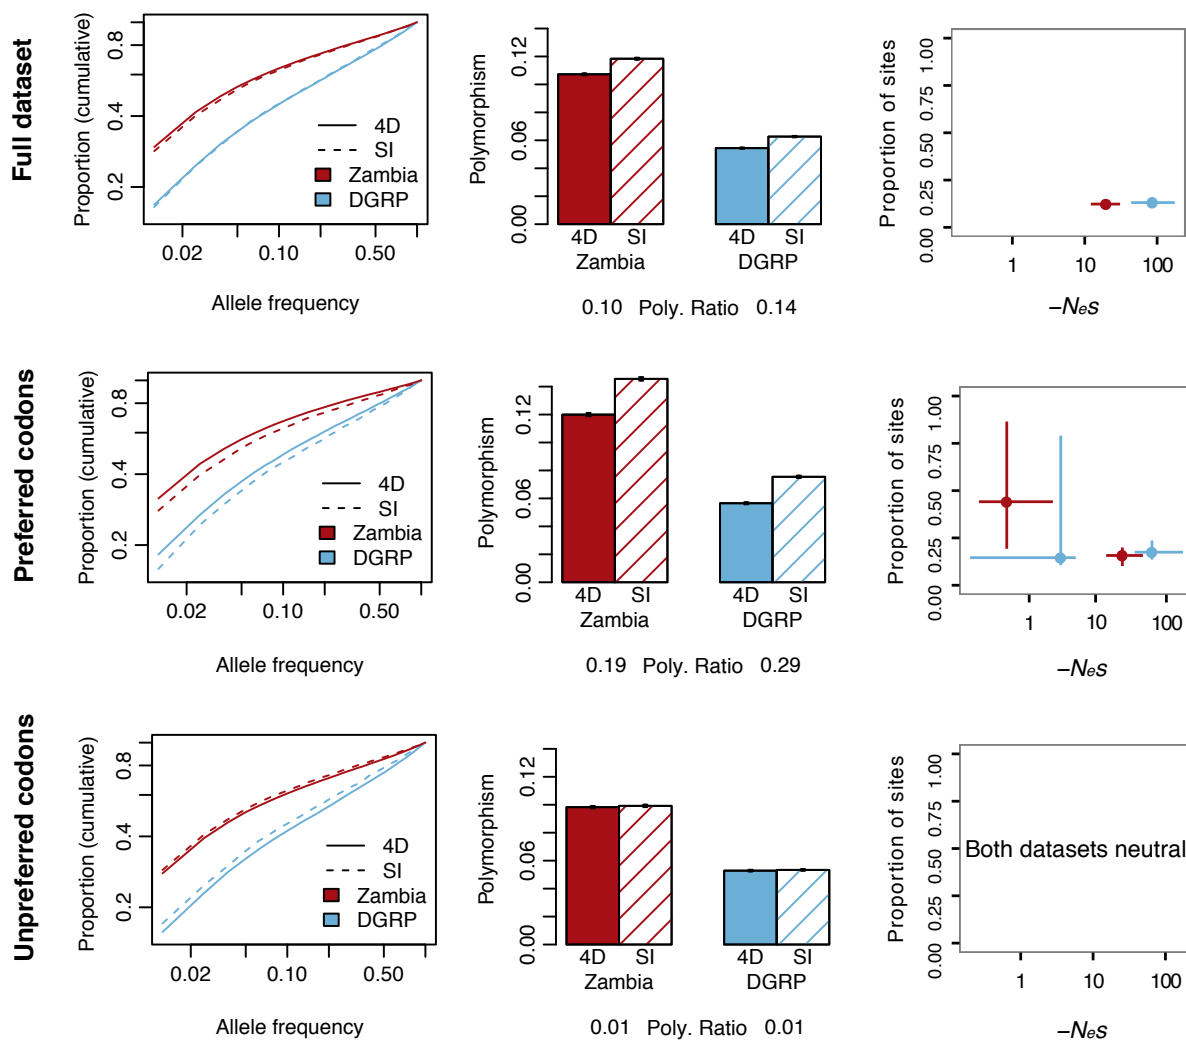 Full dataset
Proportion (cumulative)
0.8
0.4
0.2
4D
SI
Zambia
DGRP
0.02 0.10 0.50
Allele frequency
Polymorphism
0.12
0.06
0.00
4D SI 4D SI
Zambia DGRP
0.10 Poly. Ratio 0.14
Proportion of sites
1.00
0.75
0.50
0.25
0.00
1 10 100
−Nes
Preferred codons
Proportion (cumulative)
0.8
0.4
0.2
4D
SI
Zambia
DGRP
0.02 0.10 0.50
Allele frequency
Polymorphism
0.12
0.06
0.00
4D SI 4D SI
Zambia DGRP
0.19 Poly. Ratio 0.29
Proportion of sites
1.00
0.75
0.50
0.25
0.00
1 10 100
−Nes
Unpreferred codons
Proportion (cumulative)
0.8
0.4
0.2
4D
SI
Zambia
DGRP
0.02 0.10 0.50
Allele frequency
Polymorphism
0.12
0.06
0.00
4D SI 4D SI
Zambia DGRP
0.01 Poly. Ratio 0.01
Proportion of sites
1.00
0.75
0.50
0.25
0.00
Both datasets neutral
1 10 100
−Nes